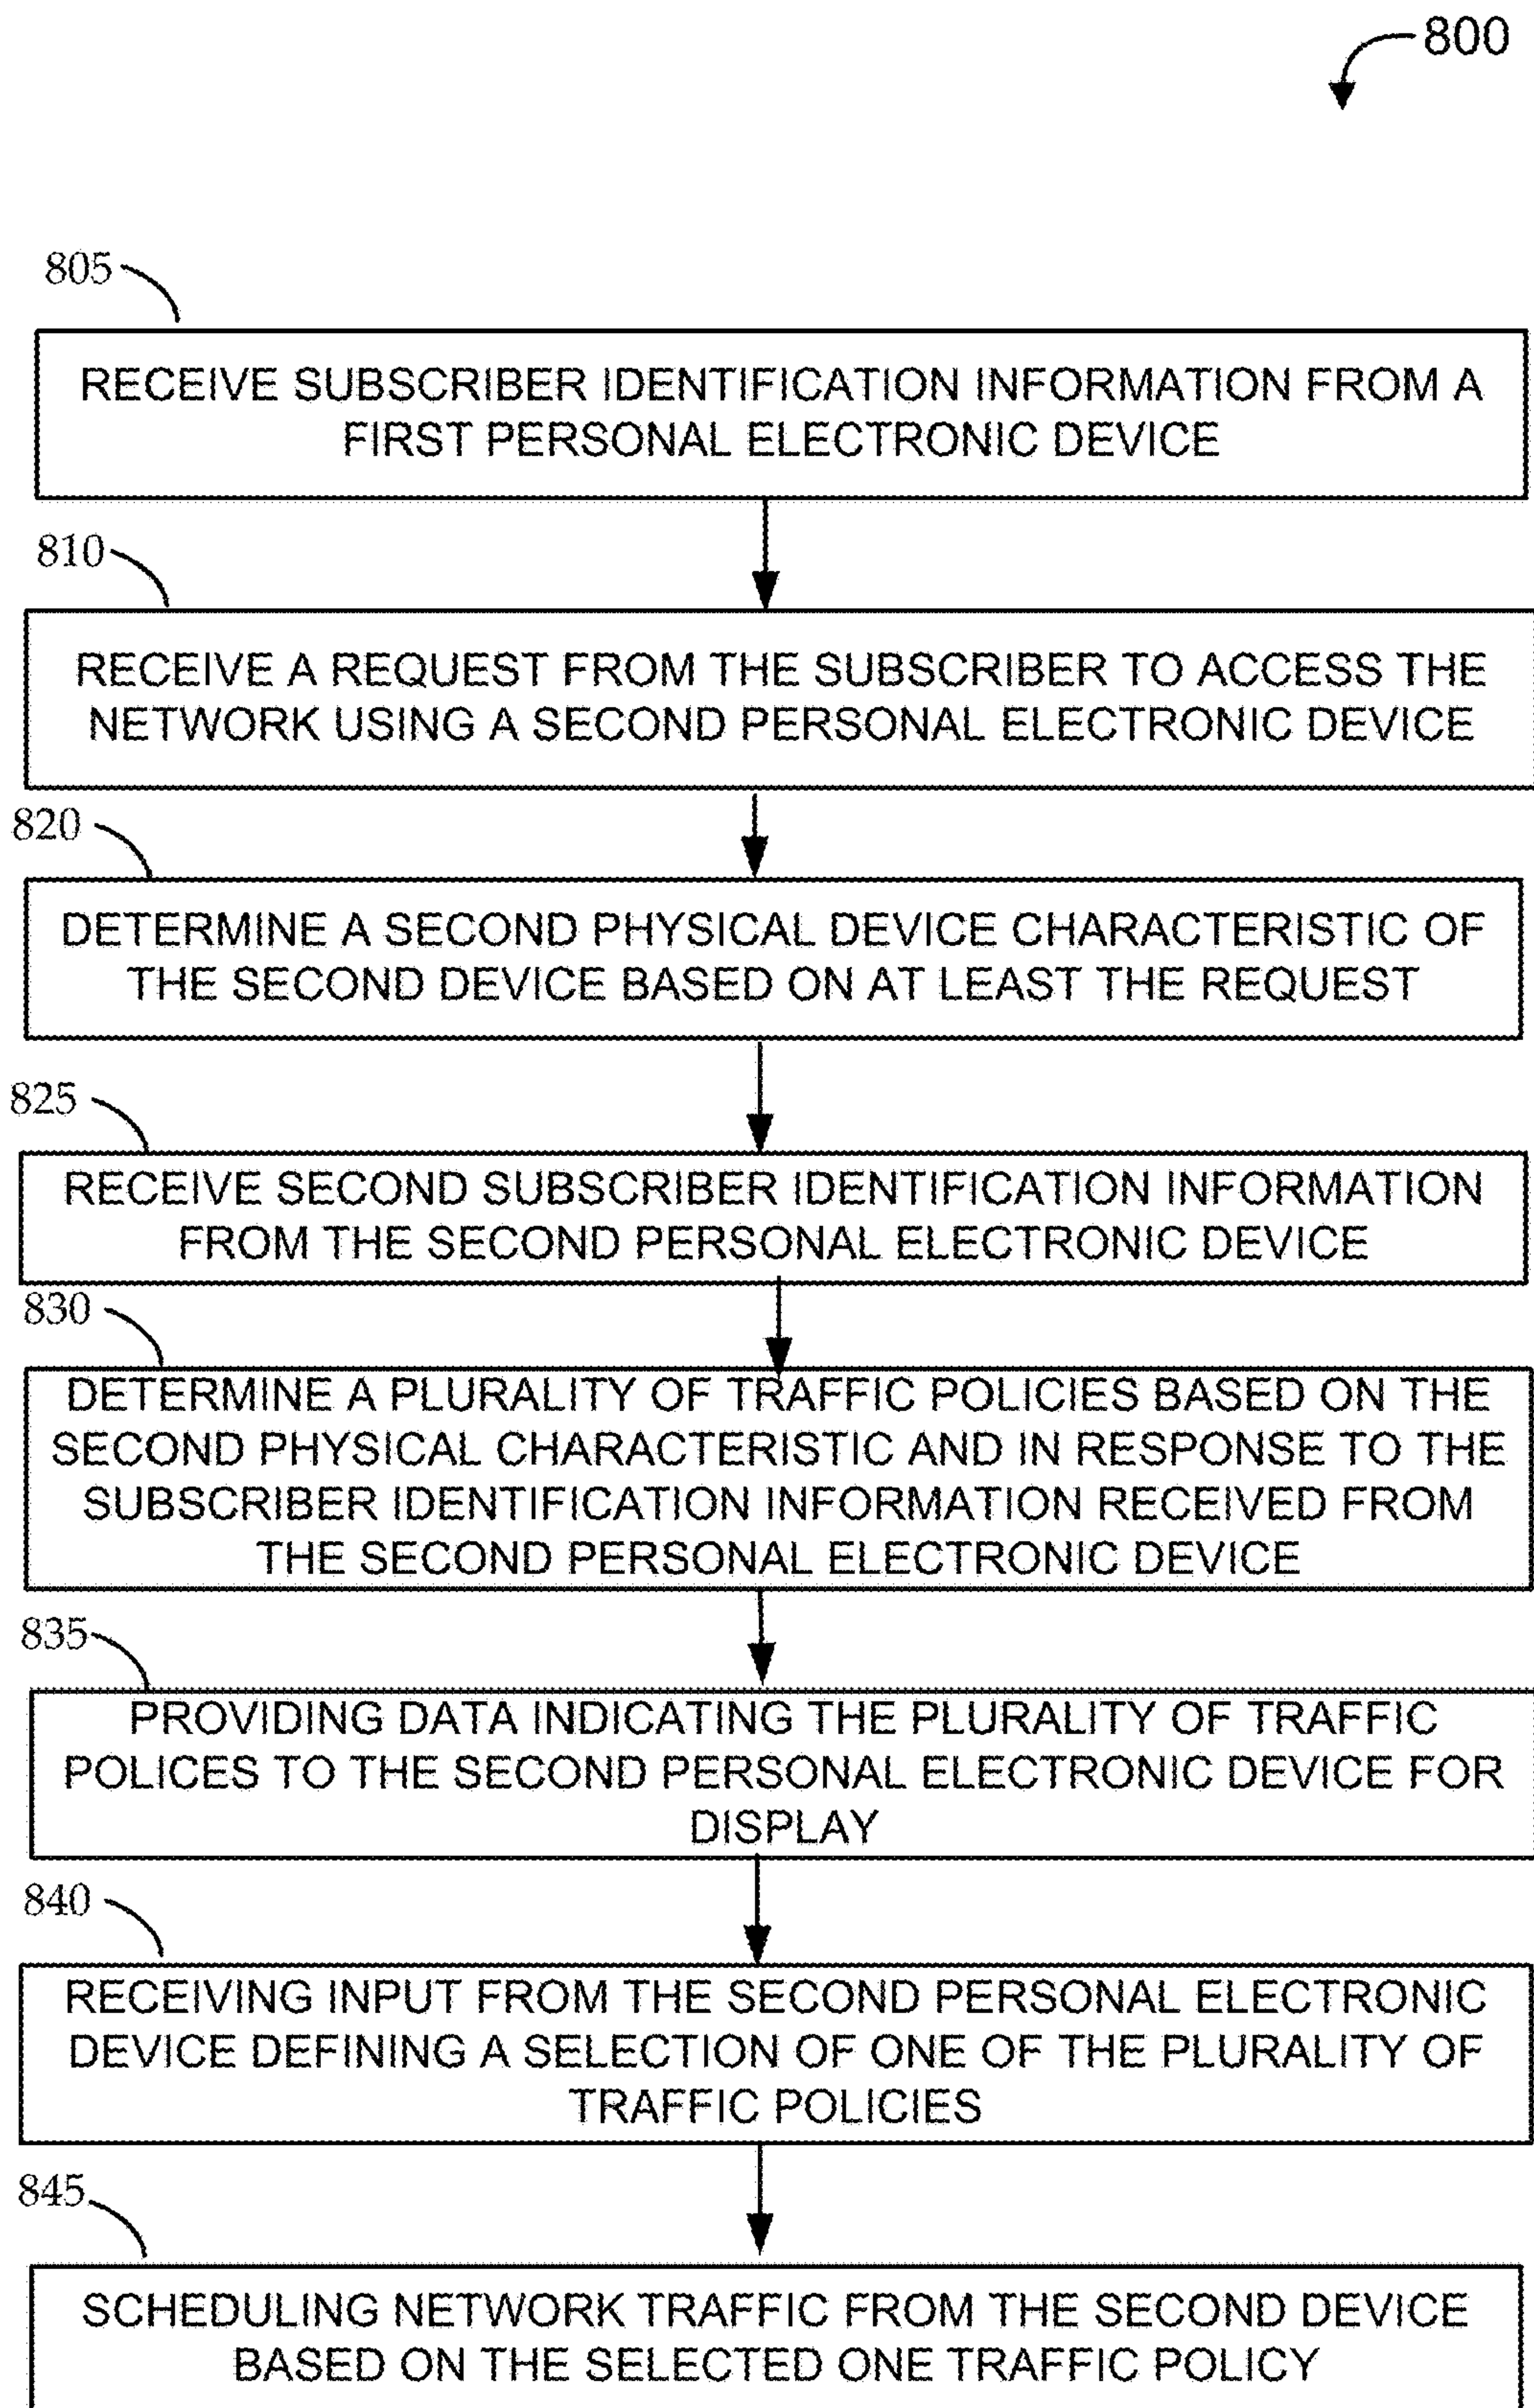 800
805
RECEIVE SUBSCRIBER IDENTIFICATION INFORMATION FROM A
FIRST PERSONAL ELECTRONIC DEVICE
810
RECEIVE A REQUEST FROM THE SUBSCRIBER TO ACCESS THE
NETWORK USING A SECOND PERSONAL ELECTRONIC DEVICE
820
DETERMINE A SECOND PHYSICAL DEVICE CHARACTERISTIC OF
THE SECOND DEVICE BASED ON AT LEAST THE REQUEST
825
RECEIVE SECOND SUBSCRIBER IDENTIFICATION INFORMATION
FROM THE SECOND PERSONAL ELECTRONIC DEVICE
830
DETERMINE A PLURALITY OF TRAFFIC POLICIES BASED ON THE
SECOND PHYSICAL CHARACTERISTIC AND IN RESPONSE TO THE
SUBSCRIBER IDENTIFICATION INFORMATION RECEIVED FROM
THE SECOND PERSONAL ELECTRONIC DEVICE
835
PROVIDING DATA INDICATING THE PLURALITY OF TRAFFIC
POLICES TO THE SECOND PERSONAL ELECTRONIC DEVICE FOR
DISPLAY
840
RECEIVING INPUT FROM THE SECOND PERSONAL ELECTRONIC
DEVICE DEFINING A SELECTION OF ONE OF THE PLURALITY OF
TRAFFIC POLICIES
845
SCHEDULING NETWORK TRAFFIC FROM THE SECOND DEVICE
BASED ON THE SELECTED ONE TRAFFIC POLICY